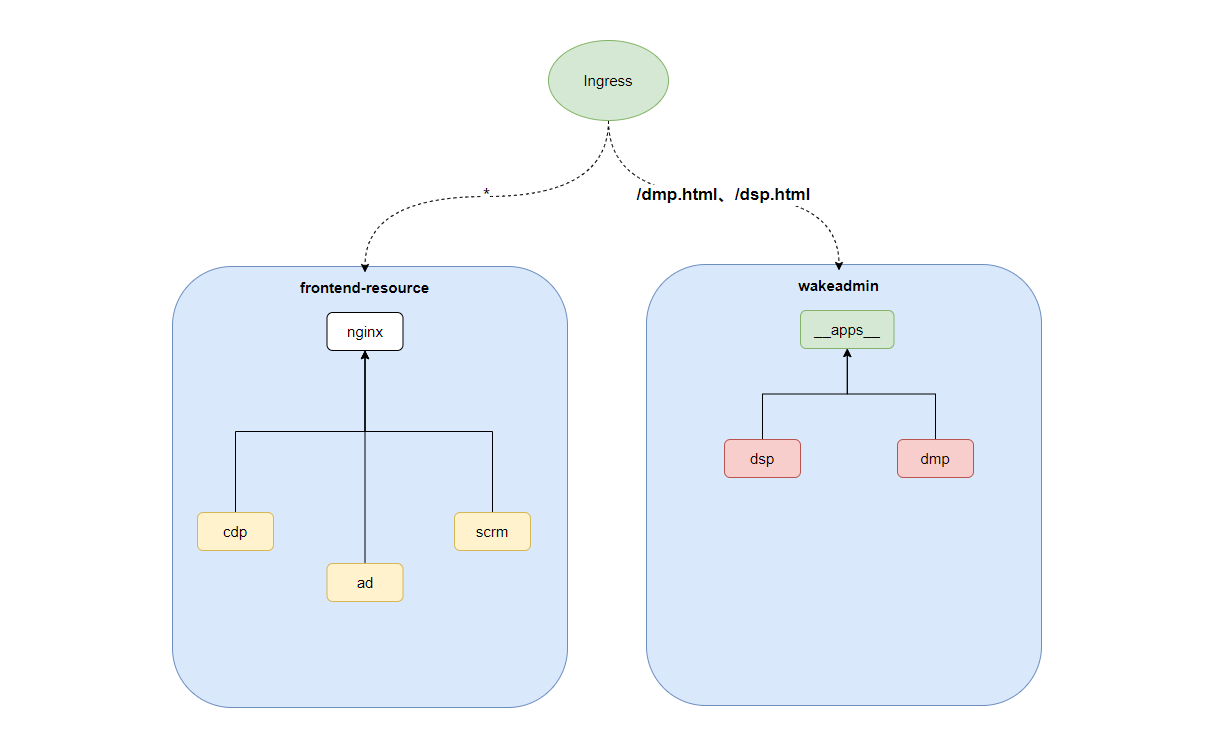 Ingress
*
/dmp.html、/dsp.html
frontend-resource
nginx
cdp
ad
scrm
wakeadmin
__apps__
dsp
dmp